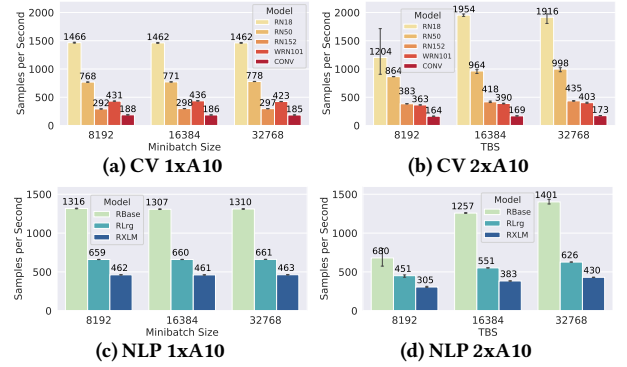 2000
1500
1000
500
0
Samples per Second
1466
768
292
431
188
1462
771
298
436
186
1462
778
297
423
185
Model
RN18
RN50
RN152
WRN101
CONV
8192
16384
32768
Minibatch Size
(a) CV 1xA10
2000
1500
1000
500
0
Samples per Second
1204
864
383
363
164
1954
964
418
390
169
1916
998
435
403
173
Model
RN18
RN50
RN152
WRN101
CONV
8192
16384
32768
TBS
(b) CV 2xA10
1500
1000
500
0
Samples per Second
1316
659
462
1307
660
461
1310
661
463
Model
RBase
RLrg
RXLM
8192
16384
32768
Minibatch Size
(c) NLP 1xA10
1500
1000
500
0
Samples per Second
680
451
305
1257
551
383
1401
626
430
Model
RBase
RLrg
RXLM
8192
16384
32768
TBS
(d) NLP 2xA10